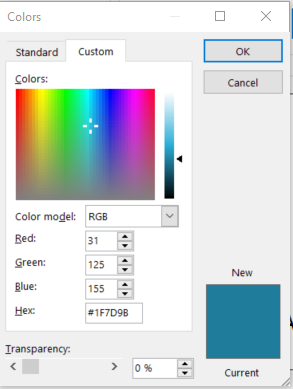 Colors
Standard
Custom
OK
Cancel
Colors:
Color model: RGB
Red: 31
Green: 125
Blue: 155
Hex: #1F7D9B
New
Current
Transparency:
0 %